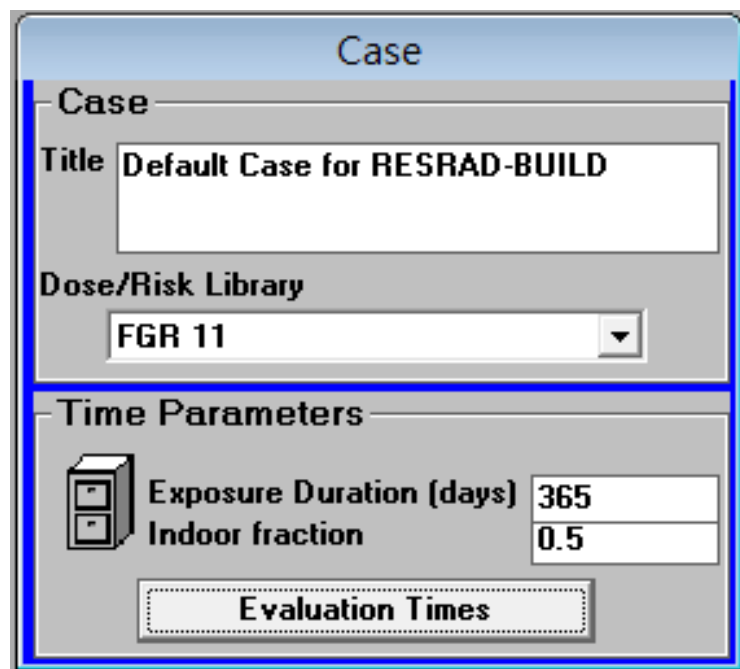 Case
Case
Title Default Case for RESRAD-BUILD
Dose/Risk Library
FGR 11
Time Parameters
Exposure Duration (days) 365
Indoor fraction 0.5
Evaluation Times